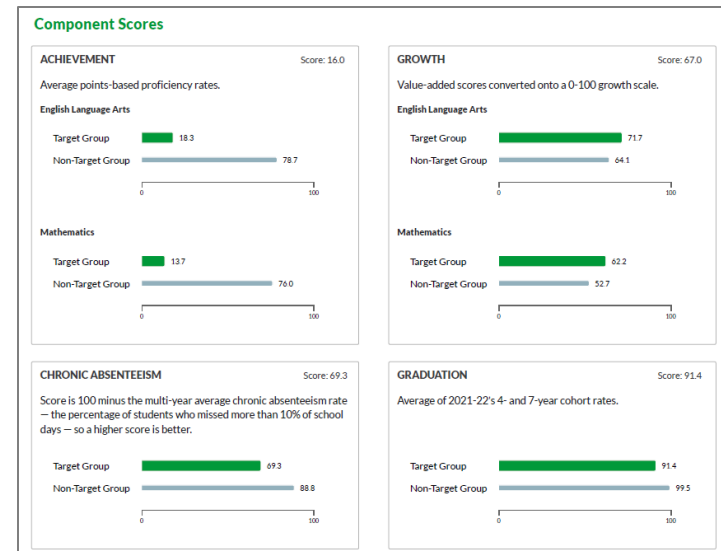 Component Scores
ACHIEVEMENT Score: 16.0
Average points-based proficiency rates.
English Language Arts
Target Group 18.3
Non-Target Group 78.7
0 100
Mathematics
Target Group 13.7
Non-Target Group 76.0
0 100
GROWTH Score: 67.0
Value-added scores converted onto a 0-100 growth scale.
English Language Arts
Target Group 71.7
Non-Target Group 64.1
0 100
Mathematics
Target Group 62.2
Non-Target Group 52.7
0 100
CHRONIC ABSENTEEISM Score: 69.3
Score is 100 minus the multi-year average chronic absenteeism rate
— the percentage of students who missed more than 10% of school
days — so a higher score is better.
Target Group 69.3
Non-Target Group 88.8
0 100
GRADUATION Score: 91.4
Average of 2021-22's 4- and 7-year cohort rates.
Target Group 91.4
Non-Target Group 99.5
0 100